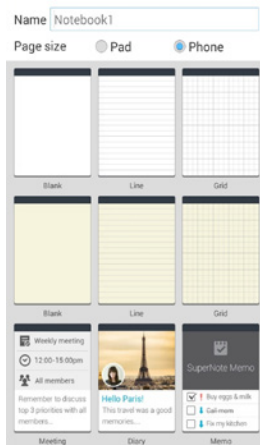 Name Notebook1
Page size Pad Phone
Blank Line Grid
Blank Line Grid
Weekly meeting
12:00-15:00pm
All members
Remember to discuss
top 3 priorities with all
members...
Meeting
Hello Paris!
This travel was a good
memories,...
Diary
SuperNote Memo
Buy eggs & milk
Call mom
Fix my kitchen
Memo